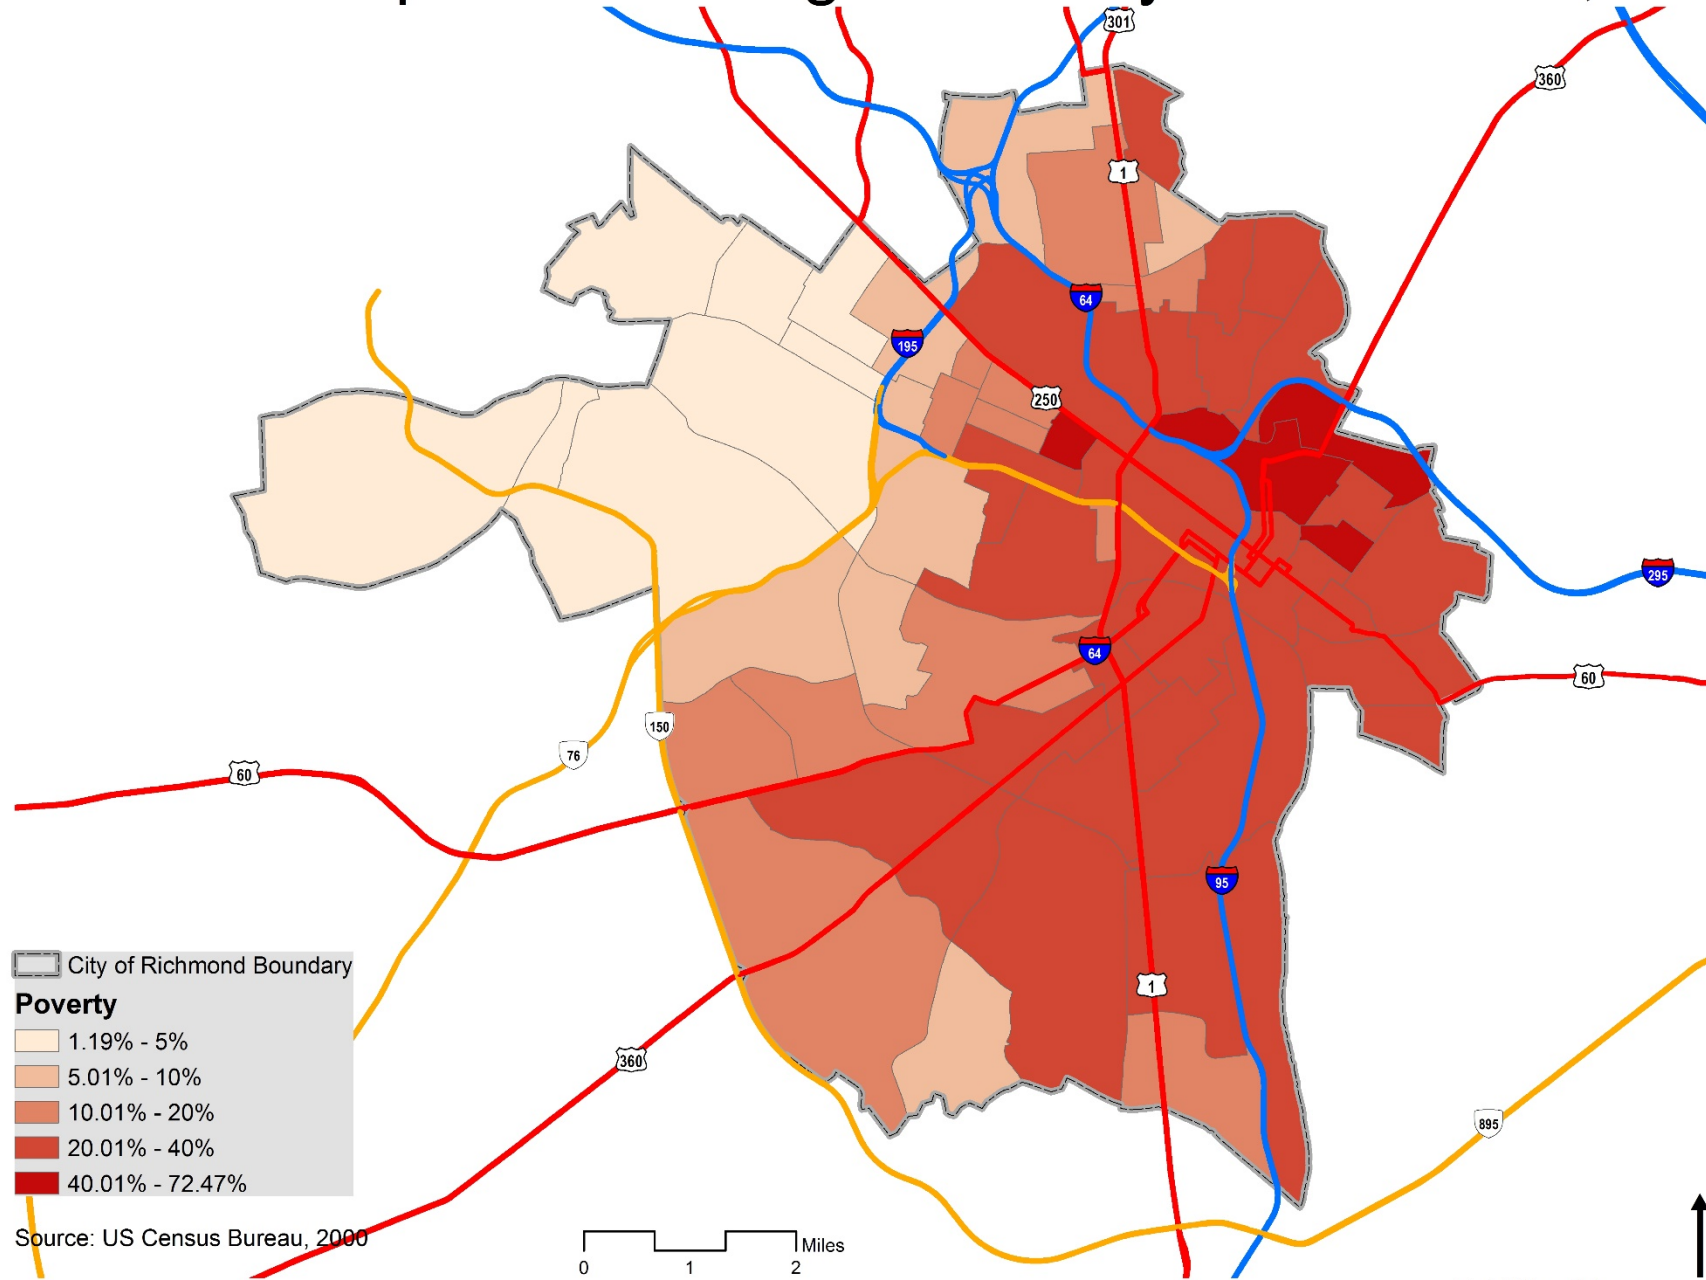 301
360
1
64
195
250
295
64
60
150
76
60
95
1
360
895
City of Richmond Boundary
Poverty
1.19% - 5%
5.01% - 10%
10.01% - 20%
20.01% - 40%
40.01% - 72.47%
Source: US Census Bureau, 2000
Miles
0 1 2